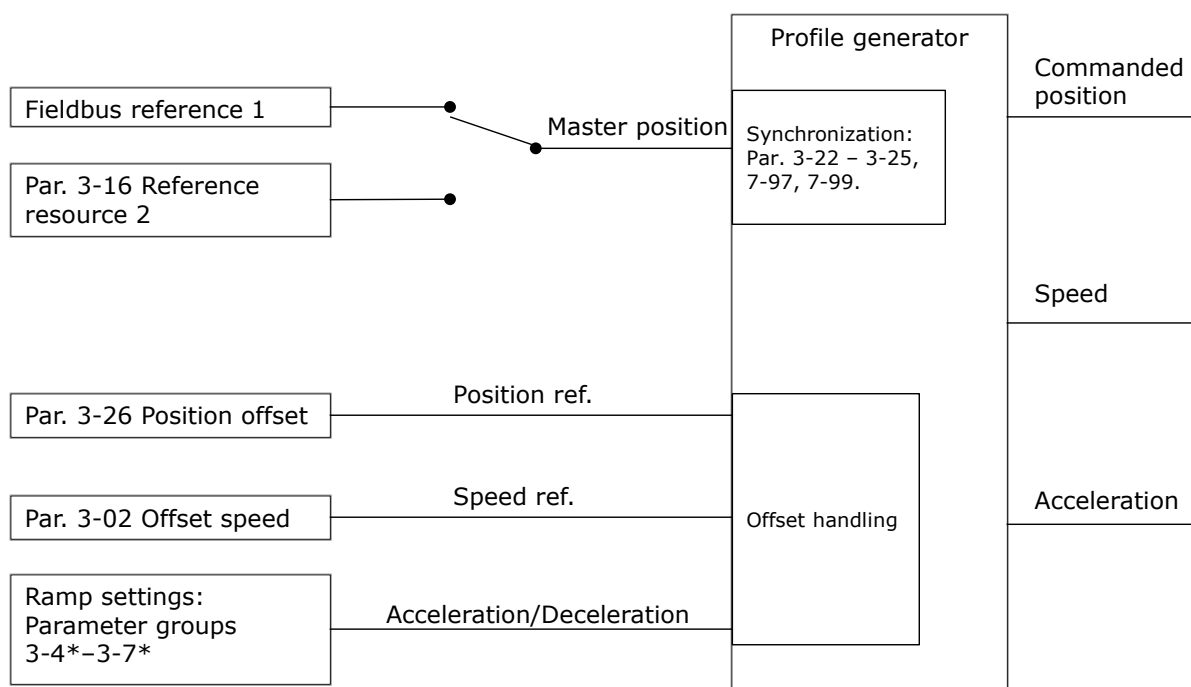 Profile generator
Commanded
position
Fieldbus reference 1
Master position
Synchronization:
Par. 3-22 – 3-25,
7-97, 7-99.
Par. 3-16 Reference
resource 2
Speed
Position ref.
Par. 3-26 Position offset
Speed ref.
Par. 3-02 Offset speed
Offset handling
Acceleration
Ramp settings:
Parameter groups
3-4*–3-7*
Acceleration/Deceleration